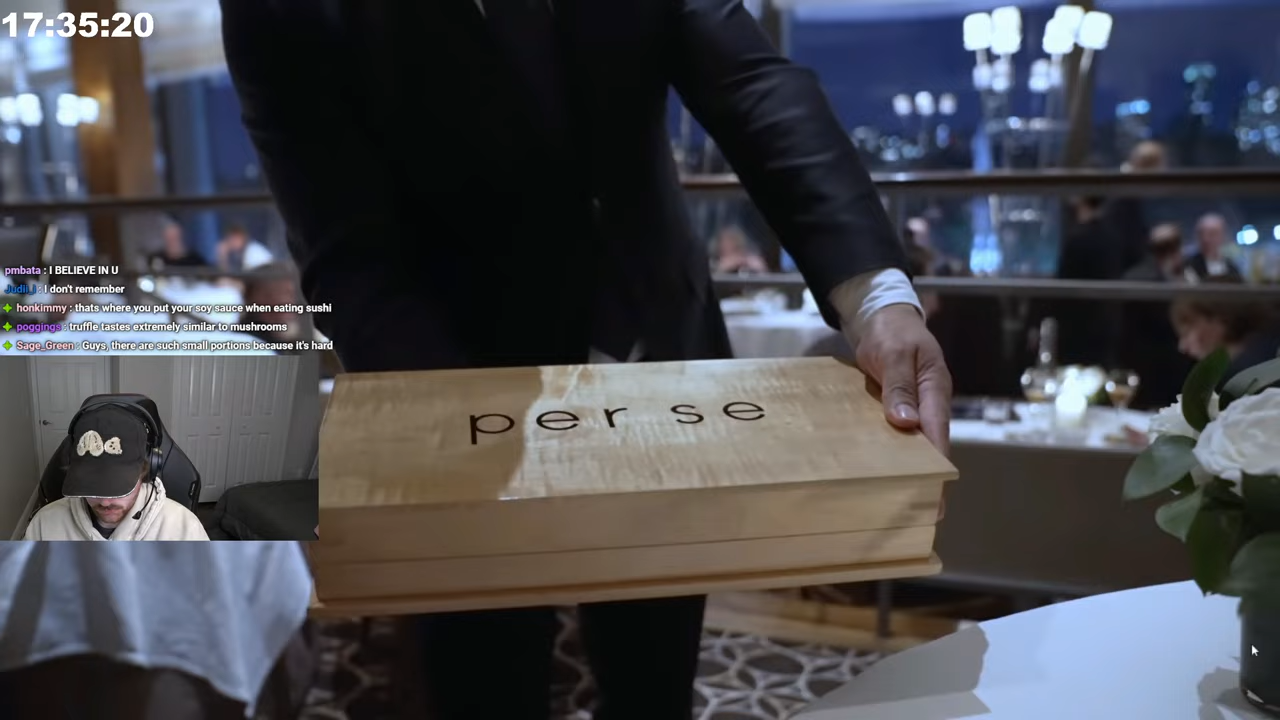 17:35:20
pmbata : I BELIEVE IN U
: I don't remember
honkimmy : thats where you put your soy sauce when eating sushi
poggings : truffle tastes extremely similar to mushrooms
Sage_Green : Guys, there are such small portions because it's hard
per se